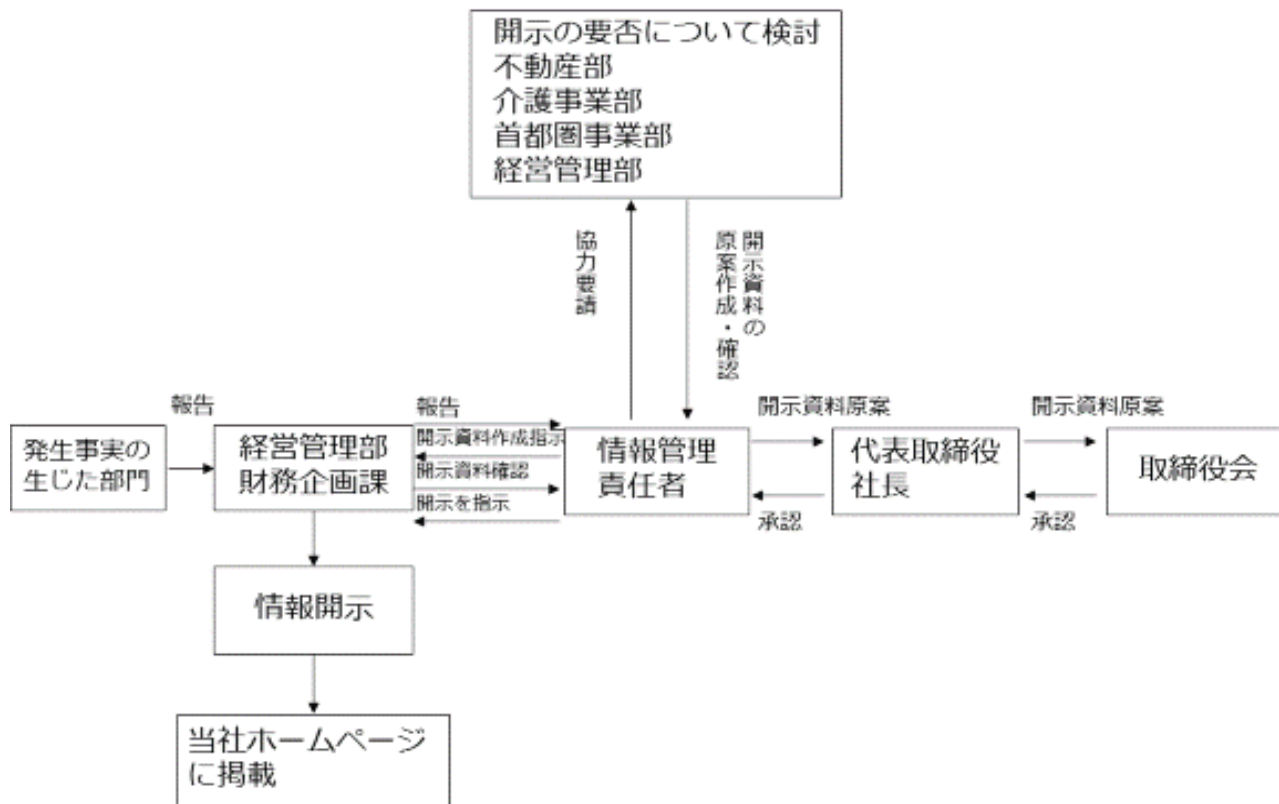 開示の要否について検討
不動産部
介護事業部
首都圏事業部
経営管理部
協力要請
開示資料の
原案作成・確認
報告
報告
開示資料原案
開示資料原案
発生事実の
生じた部門
経営管理部
財務企画課
開示資料作成指示
開示資料確認
開示を指示
情報管理
責任者
代表取締役
社長
取締役会
承認
承認
情報開示
当社ホームページ
に掲載